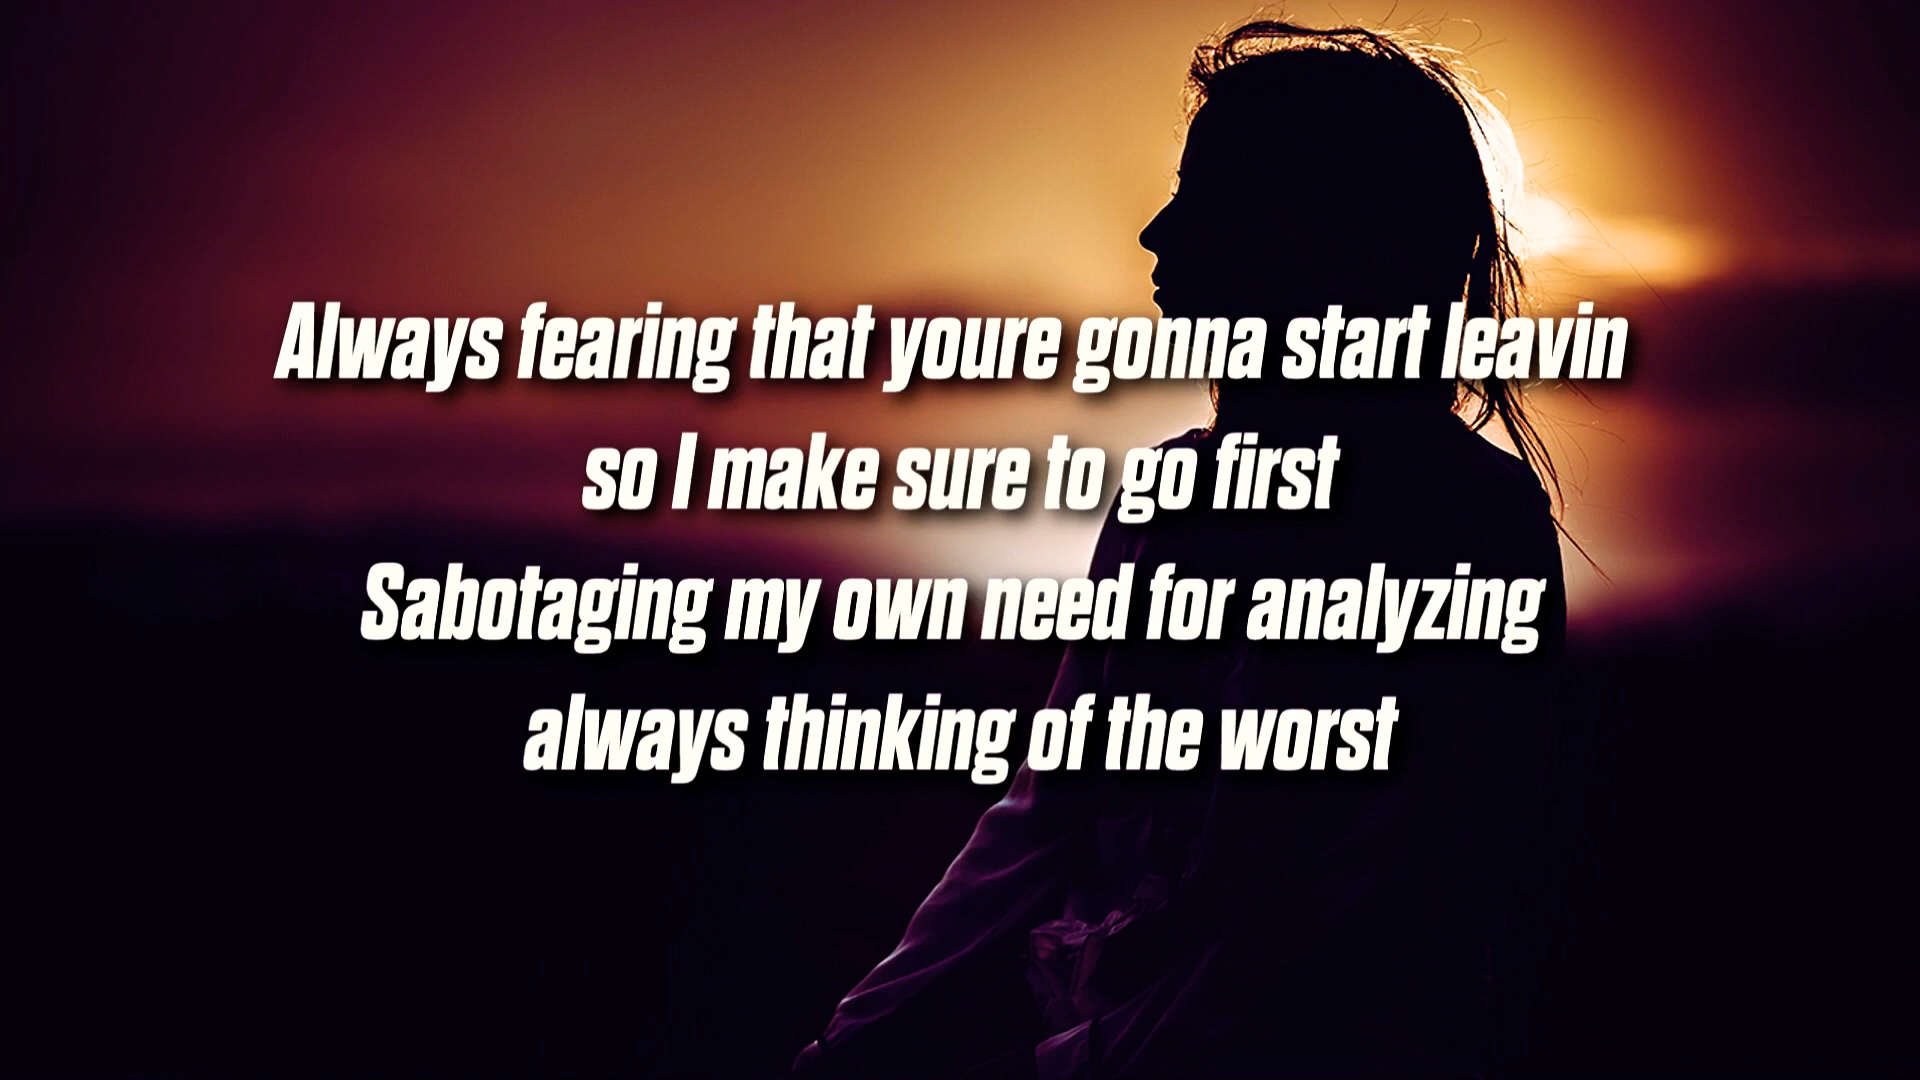 Always fearing that youre gonna start leavin
so I make sure to go first
Sabotaging my own need for analyzing
always thinking of the worst